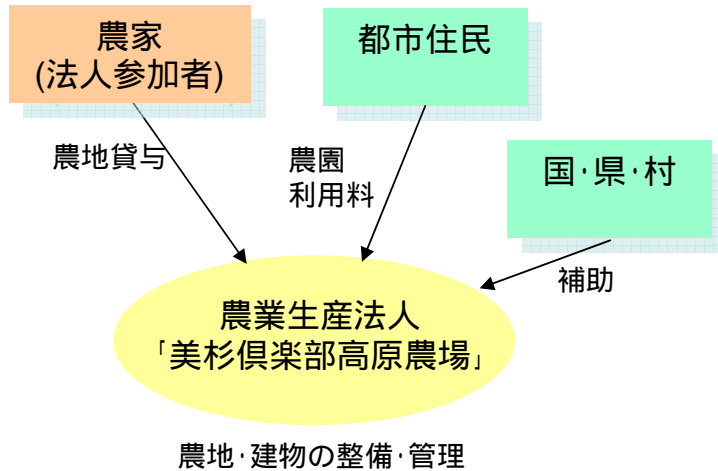 農家
(法人参加者)
都市住民
農地貸与
農園
利用料
国･県･村
補助
農業生産法人
｢美杉倶楽部高原農場｣
農地･建物の整備･管理